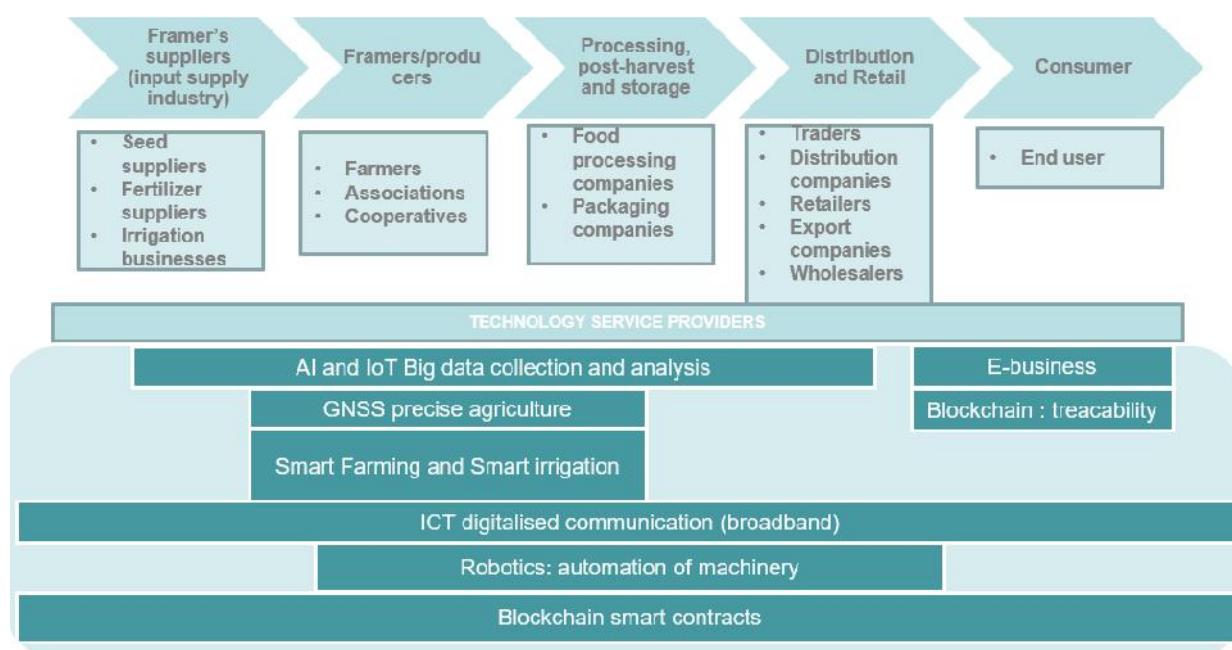 Framer's
suppliers
(input supply
industry)
Framers/produ
cers
Processing,
post-harvest
and storage
Distribution
and Retail
Consumer
• Seed
suppliers
• Fertilizer
suppliers
• Irrigation
businesses
• Farmers
• Associations
• Cooperatives
• Food
processing
companies
• Packaging
companies
• Traders
• Distribution
companies
• Retailers
• Export
companies
• Wholesalers
• End user
TECHNOLOGY SERVICE PROVIDERS
AI and IoT Big data collection and analysis
E-business
GNSS precise agriculture
Blockchain : treacability
Smart Farming and Smart irrigation
ICT digitalised communication (broadband)
Robotics: automation of machinery
Blockchain smart contracts